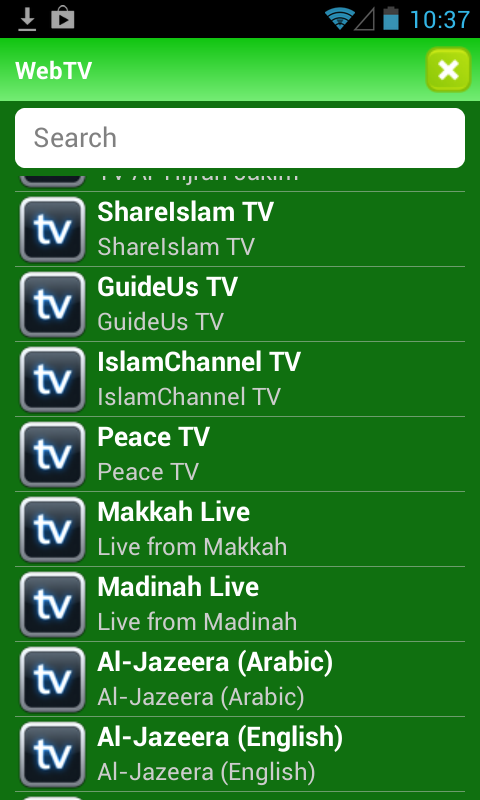 10:37
WebTV
Search
tv
ShareIslam TV
ShareIslam TV
tv
GuideUs TV
GuideUs TV
tv
IslamChannel TV
IslamChannel TV
tv
Peace TV
Peace TV
tv
Makkah Live
Live from Makkah
tv
Madinah Live
Live from Madinah
tv
Al-Jazeera (Arabic)
Al-Jazeera (Arabic)
tv
Al-Jazeera (English)
Al-Jazeera (English)